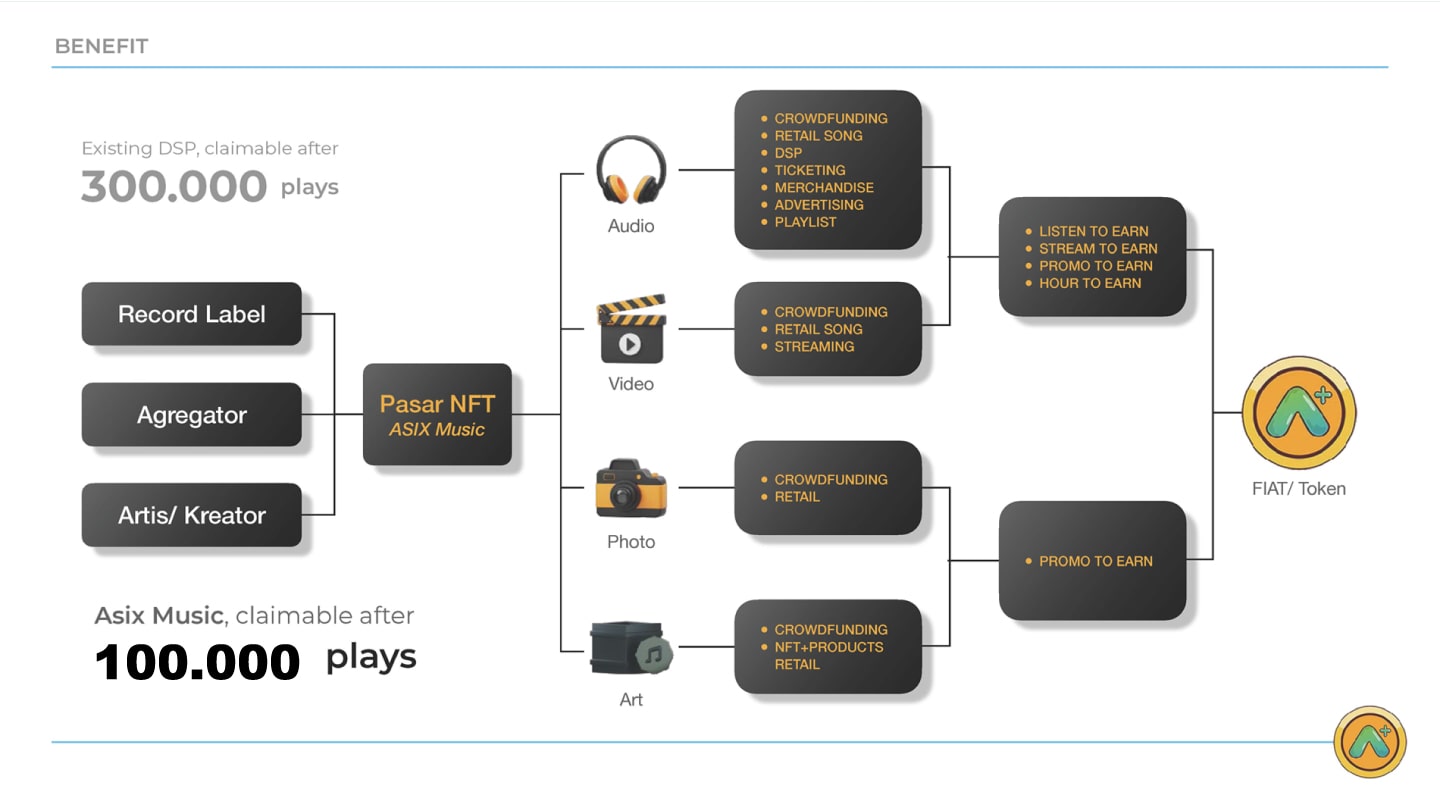 BENEFIT
Existing DSP, claimable after
300.000 plays
Record Label
Agregator
Artis/ Kreator
Asix Music, claimable after
100.000 plays
Pasar NFT
ASIX Music
Audio
Video
Photo
Art
• CROWDFUNDING
• RETAIL SONG
• DSP
• TICKETING
• MERCHANDISE
• ADVERTISING
• PLAYLIST
• CROWDFUNDING
• RETAIL SONG
• STREAMING
• CROWDFUNDING
• RETAIL
• CROWDFUNDING
• NFT+PRODUCTS
RETAIL
• LISTEN TO EARN
• STREAM TO EARN
• PROMO TO EARN
• HOUR TO EARN
• PROMO TO EARN
FIAT/ Token